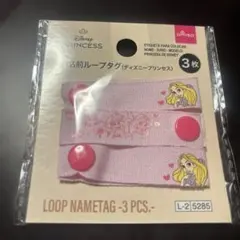 Disney
PRINCESS
DAISO
名前ループタグ(ディズニープリンセス)
3枚
LOOP NAMETAG -3 PCS.-
L-2 5285